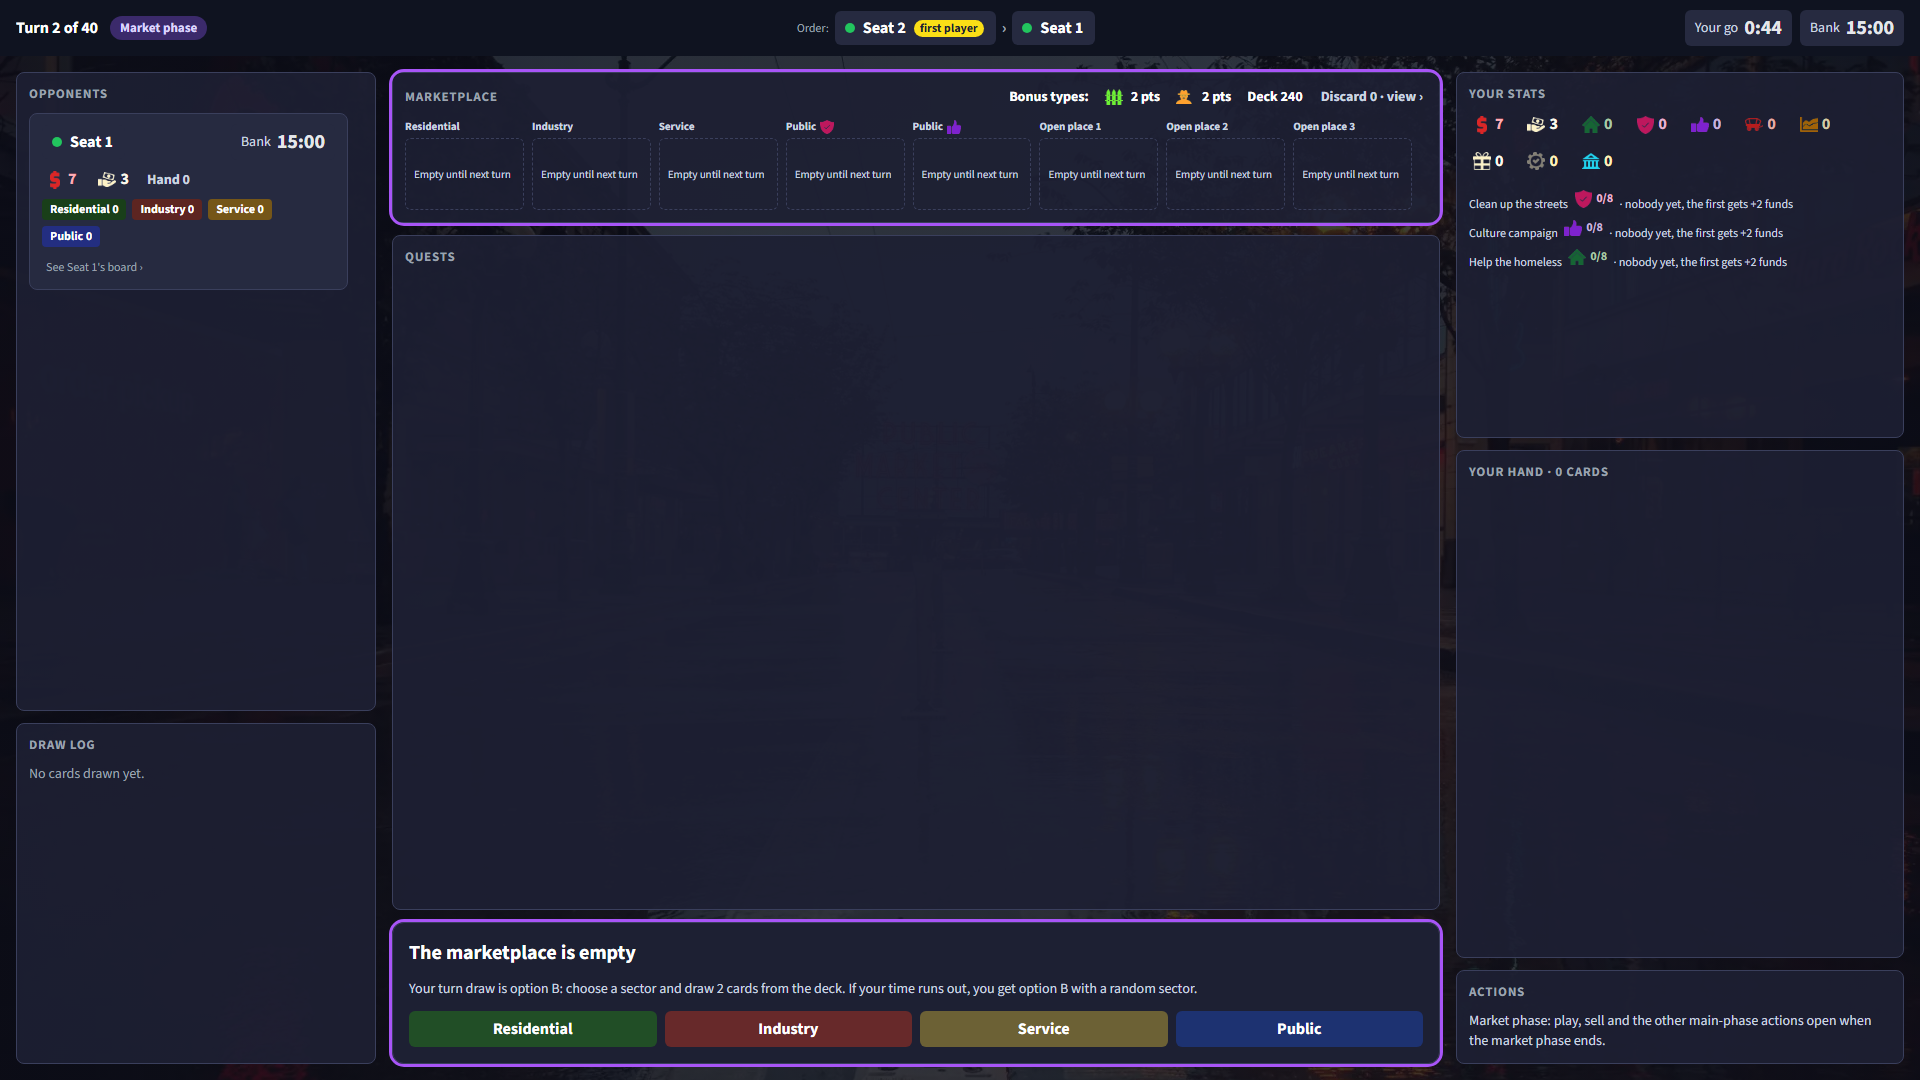 Turn 2 of 40 Market phase
Order: Seat 2 first player › Seat 1
Your go 0:44 Bank 15:00
OPPONENTS
Seat 1 Bank 15:00
7 3 Hand 0
Residential 0 Industry 0 Service 0
Public 0
See Seat 1's board ›
DRAW LOG
No cards drawn yet.
MARKETPLACE Bonus types: 2 pts 2 pts Deck 240 Discard 0 · view ›
Residential Industry Service Public Public Open place 1 Open place 2 Open place 3
Empty until next turn Empty until next turn Empty until next turn Empty until next turn Empty until next turn Empty until next turn Empty until next turn Empty until next turn
QUESTS
The marketplace is empty
Your turn draw is option B: choose a sector and draw 2 cards from the deck. If your time runs out, you get option B with a random sector.
Residential Industry Service Public
YOUR STATS
7 3 0 0 0 0 0
0 0 0
Clean up the streets 0/8 · nobody yet, the first gets +2 funds
Culture campaign 0/8 · nobody yet, the first gets +2 funds
Help the homeless 0/8 · nobody yet, the first gets +2 funds
YOUR HAND · 0 CARDS
ACTIONS
Market phase: play, sell and the other main-phase actions open when
the market phase ends.